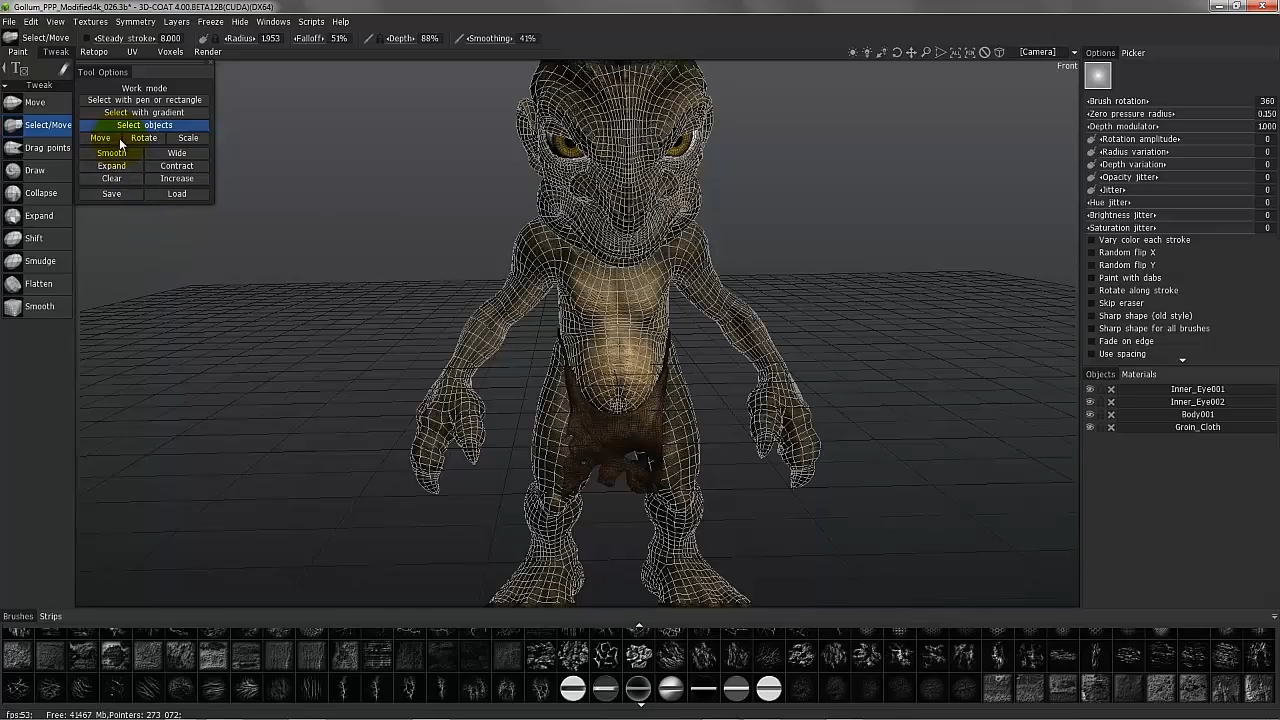 Gollum_PPP_Modified4k_026.3b* - 3D-COAT 4.00.BETA12B(CUDA)(DX64)
File Edit View Textures Symmetry Layers Freeze Hide Windows Scripts Help
Select/Move Steady stroke: 8.000 Radius: 1.953 Falloff: 51% Depth: 88% Smoothing: 41%
Paint Tweak Retopo UV Voxels Render [Camera] Options Picker
Front
Tweak
Move
Select/Move
Drag points
Draw
Collapse
Expand
Shift
Smudge
Flatten
Smooth
Tool Options
Work mode
Select with pen or rectangle
Select with gradient
Select objects
Move Rotate Scale
Smooth Wide
Expand Contract
Clear Increase
Save Load
Brush rotation: 360
Zero pressure radius: 0.150
Depth modulator: 1.000
Rotation amplitude: 0
Radius variation: 0
Depth variation: 0
Opacity jitter: 0
Jitter: 0
Hue jitter: 0
Brightness jitter: 0
Saturation jitter: 0
Vary color each stroke
Random flip X
Random flip Y
Paint with dabs
Rotate along stroke
Skip eraser
Sharp shape (old style)
Sharp shape for all brushes
Fade on edge
Use spacing
Objects Materials
Inner_Eye001
Inner_Eye002
Body001
Groin_Cloth
Brushes Strips
fps:53; Free: 41467 Mb,Pointers: 273 072;